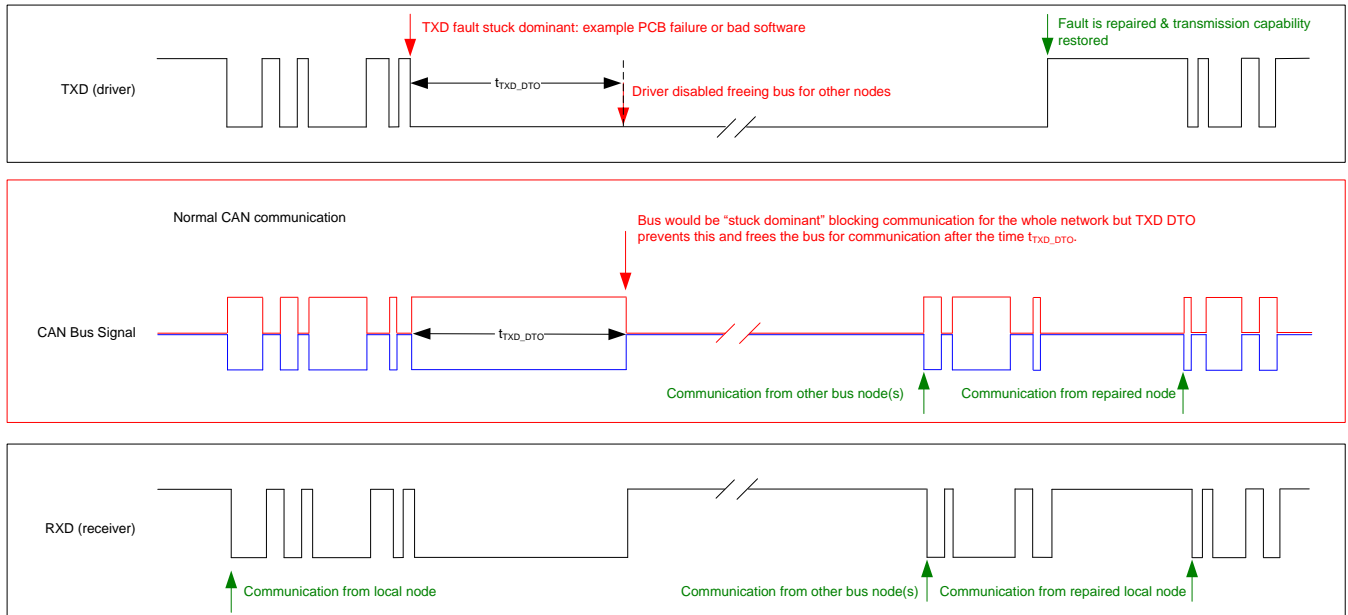 TXD fault stuck dominant: example PCB failure or bad software
Fault is repaired & transmission capability
restored
TXD (driver)
tTXD_DTO
Driver disabled freeing bus for other nodes
Normal CAN communication
Bus would be “stuck dominant” blocking communication for the whole network but TXD DTO
prevents this and frees the bus for communication after the time tTXD_DTO.
CAN Bus Signal
tTXD_DTO
Communication from other bus node(s)
Communication from repaired node
RXD (receiver)
Communication from local node
Communication from other bus node(s)
Communication from repaired local node